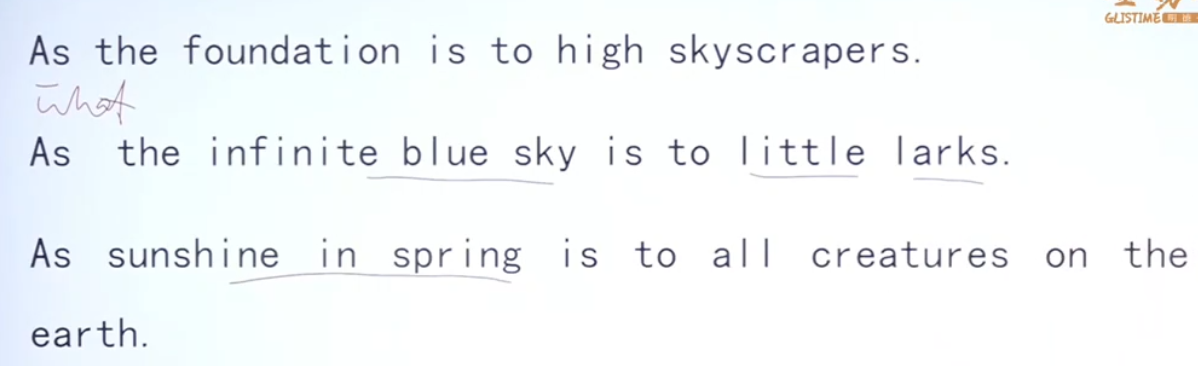 GLISTIME
As the foundation is to high skyscrapers.
what
As the infinite blue sky is to little larks.
As sunshine in spring is to all creatures on the
earth.